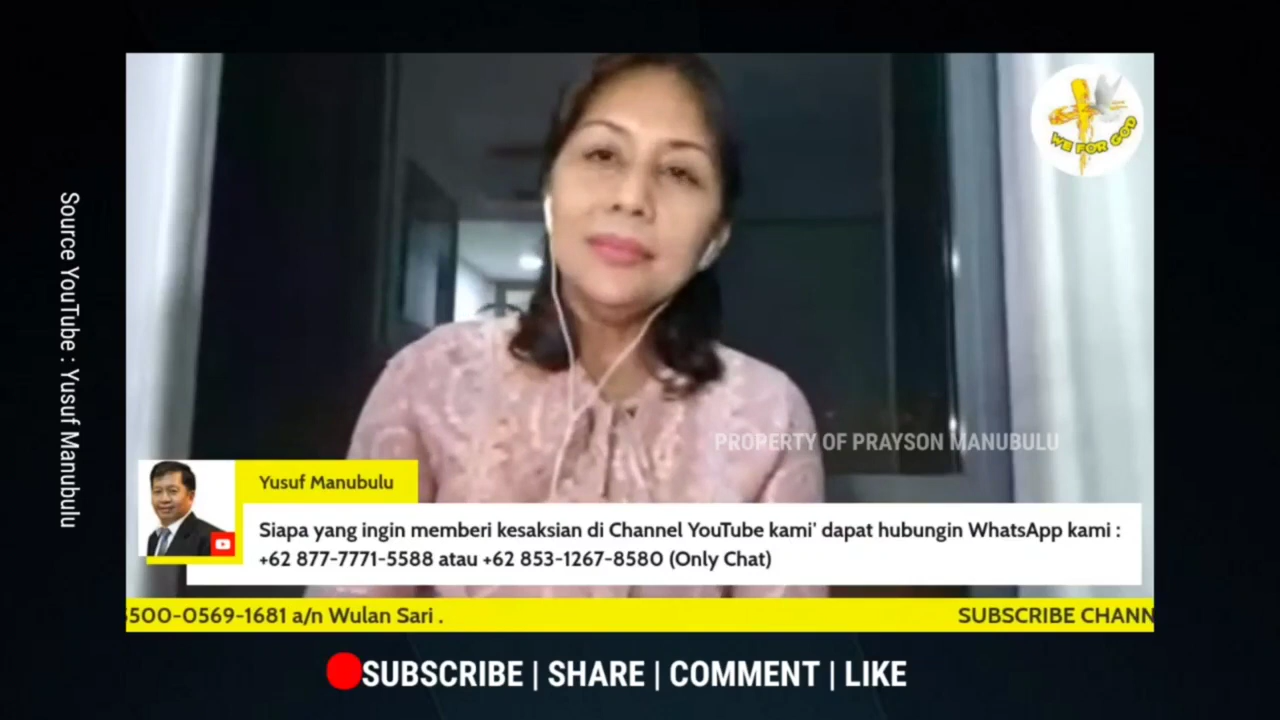 Source YouTube : Yusuf Manubulu
WE FOR GOD
PROPERTY OF PRAYSON MANUBULU
Yusuf Manubulu
Siapa yang ingin memberi kesaksian di Channel YouTube kami' dapat hubungin WhatsApp kami :
+62 877-7771-5588 atau +62 853-1267-8580 (Only Chat)
500-0569-1681 a/n Wulan Sari . SUBSCRIBE CHANN
SUBSCRIBE | SHARE | COMMENT | LIKE